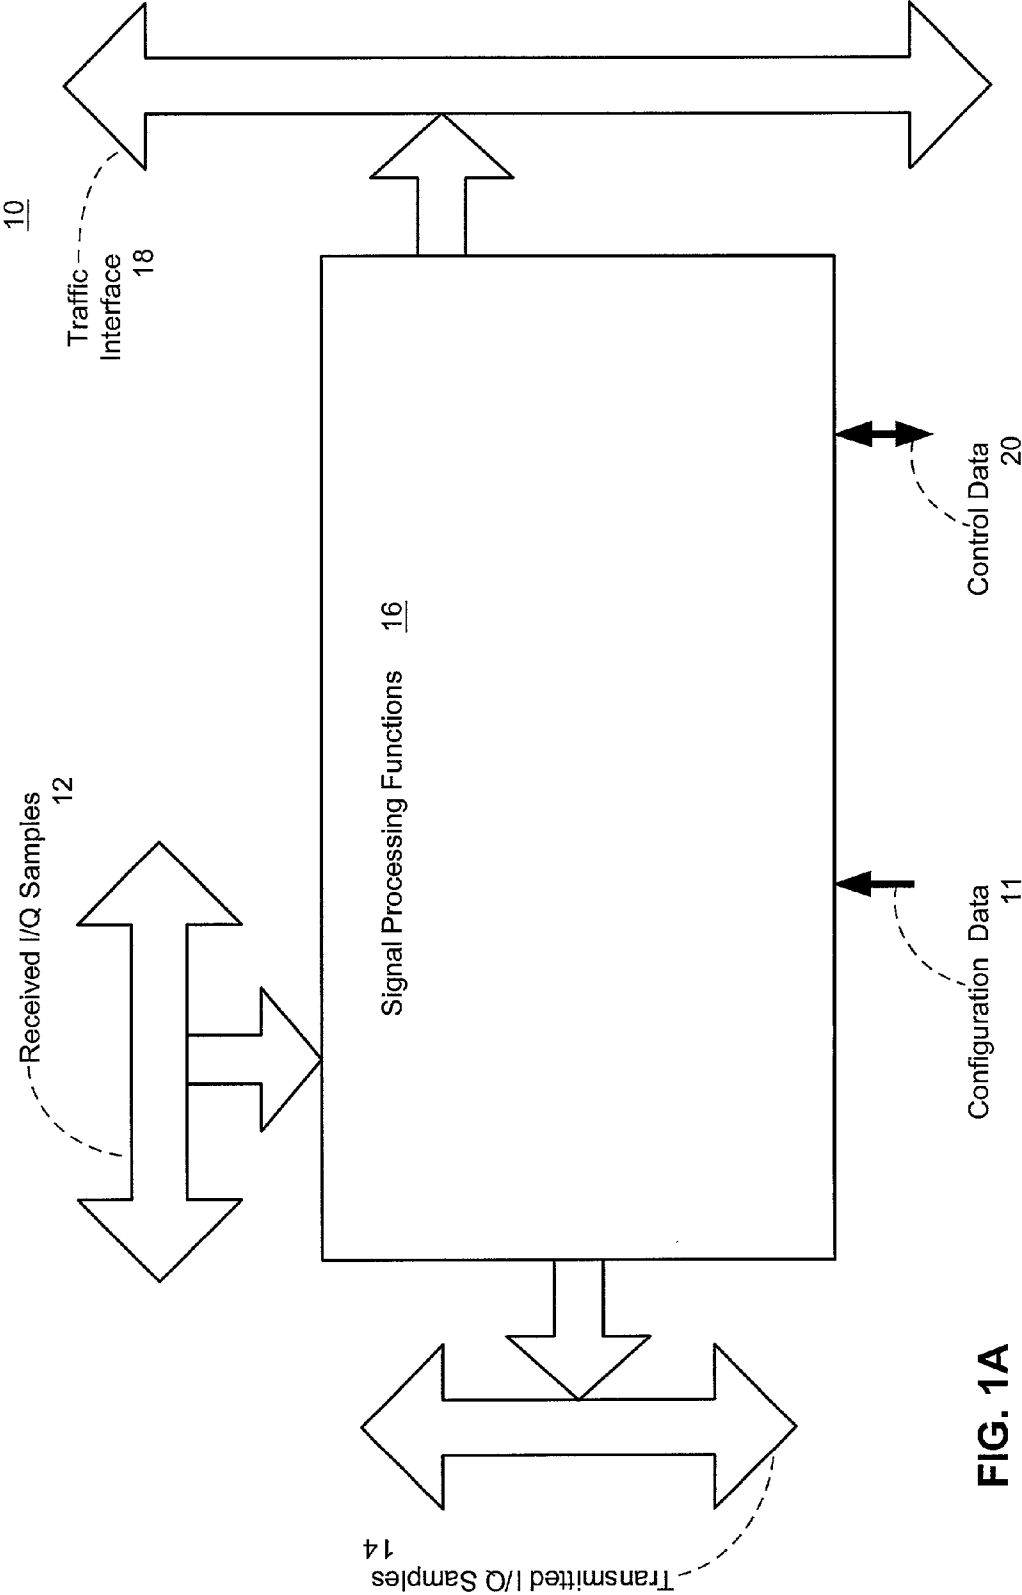 10
Traffic
Interface
18
Received I/Q Samples
12
Signal Processing Functions 16
Transmitted I/Q Samples
14
Configuration Data
11
Control Data
20
FIG. 1A